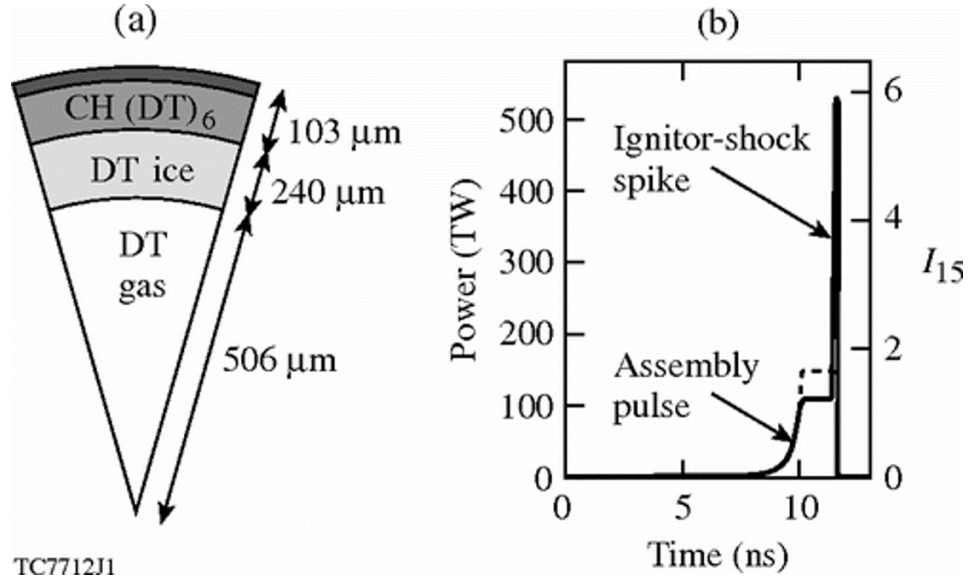 (a)
CH (DT)6
DT ice
DT
gas
103 μm
240 μm
506 μm
TC7712J1
(b)
Power (TW)
500
400
300
200
100
0
Ignitor-shock
spike
Assembly
pulse
6
4
2
0
I15
0
5
10
Time (ns)